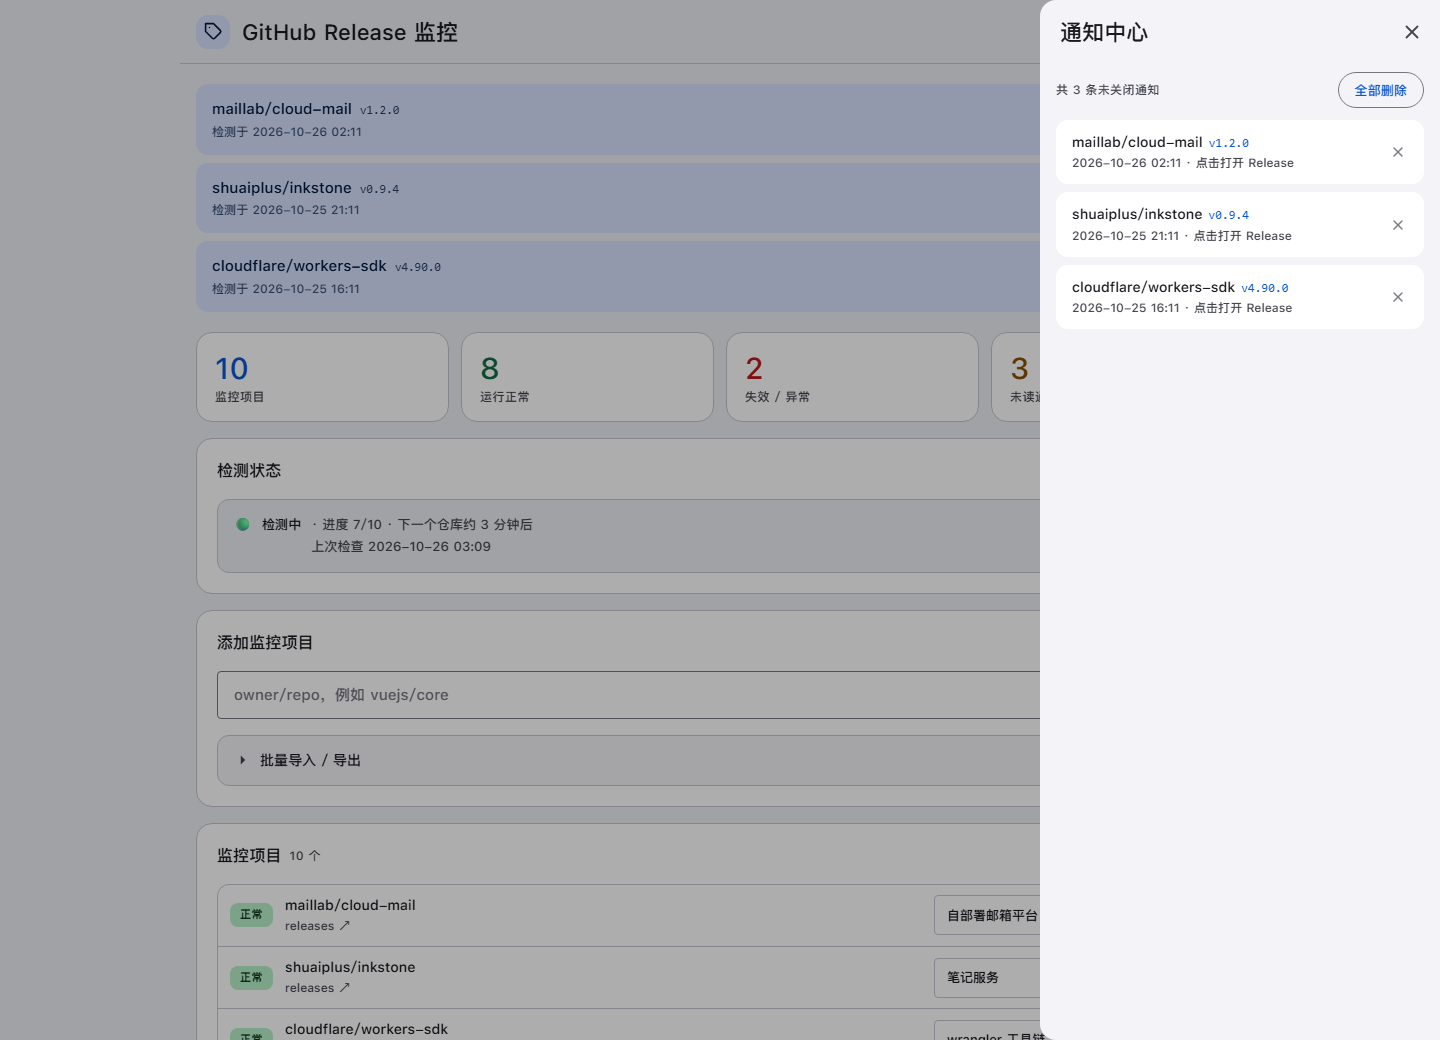 GitHub Release 监控
maillab/cloud-mail v1.2.0
检测于 2026-10-26 02:11
shuaiplus/inkstone v0.9.4
检测于 2026-10-25 21:11
cloudflare/workers-sdk v4.90.0
检测于 2026-10-25 16:11
10
监控项目
8
运行正常
2
失效 / 异常
3
未读
检测状态
检测中 · 进度 7/10 · 下一个仓库约 3 分钟后
上次检查 2026-10-26 03:09
添加监控项目
owner/repo，例如 vuejs/core
批量导入 / 导出
监控项目 10 个
正常
maillab/cloud-mail
releases ↗
自部署邮箱平台
正常
shuaiplus/inkstone
releases ↗
笔记服务
正常
cloudflare/workers-sdk
wrangler 工具链
通知中心
共 3 条未关闭通知
全部删除
maillab/cloud-mail v1.2.0
2026-10-26 02:11 · 点击打开 Release
shuaiplus/inkstone v0.9.4
2026-10-25 21:11 · 点击打开 Release
cloudflare/workers-sdk v4.90.0
2026-10-25 16:11 · 点击打开 Release